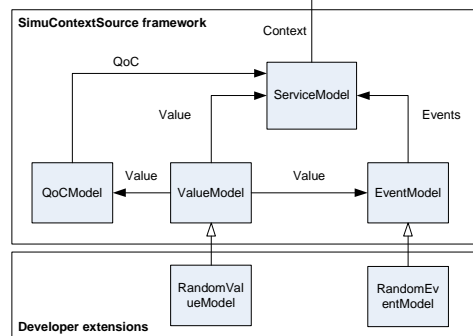 SimuContextSource framework
Context
QoC
ServiceModel
Value
Events
QoCModel
Value
ValueModel
Value
EventModel
RandomVal
ueModel
RandomEv
entModel
Developer extensions